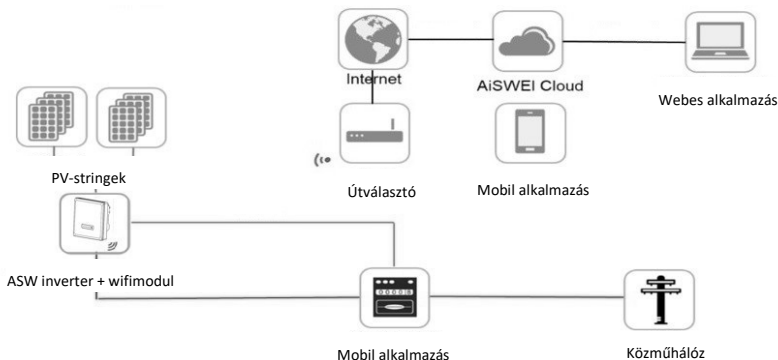 Internet
AiSWEI Cloud
Webes alkalmazás
PV-stringek
Útválasztó
Mobil alkalmazás
ASW inverter + wifimodul
Mobil alkalmazás
Közműhálóz